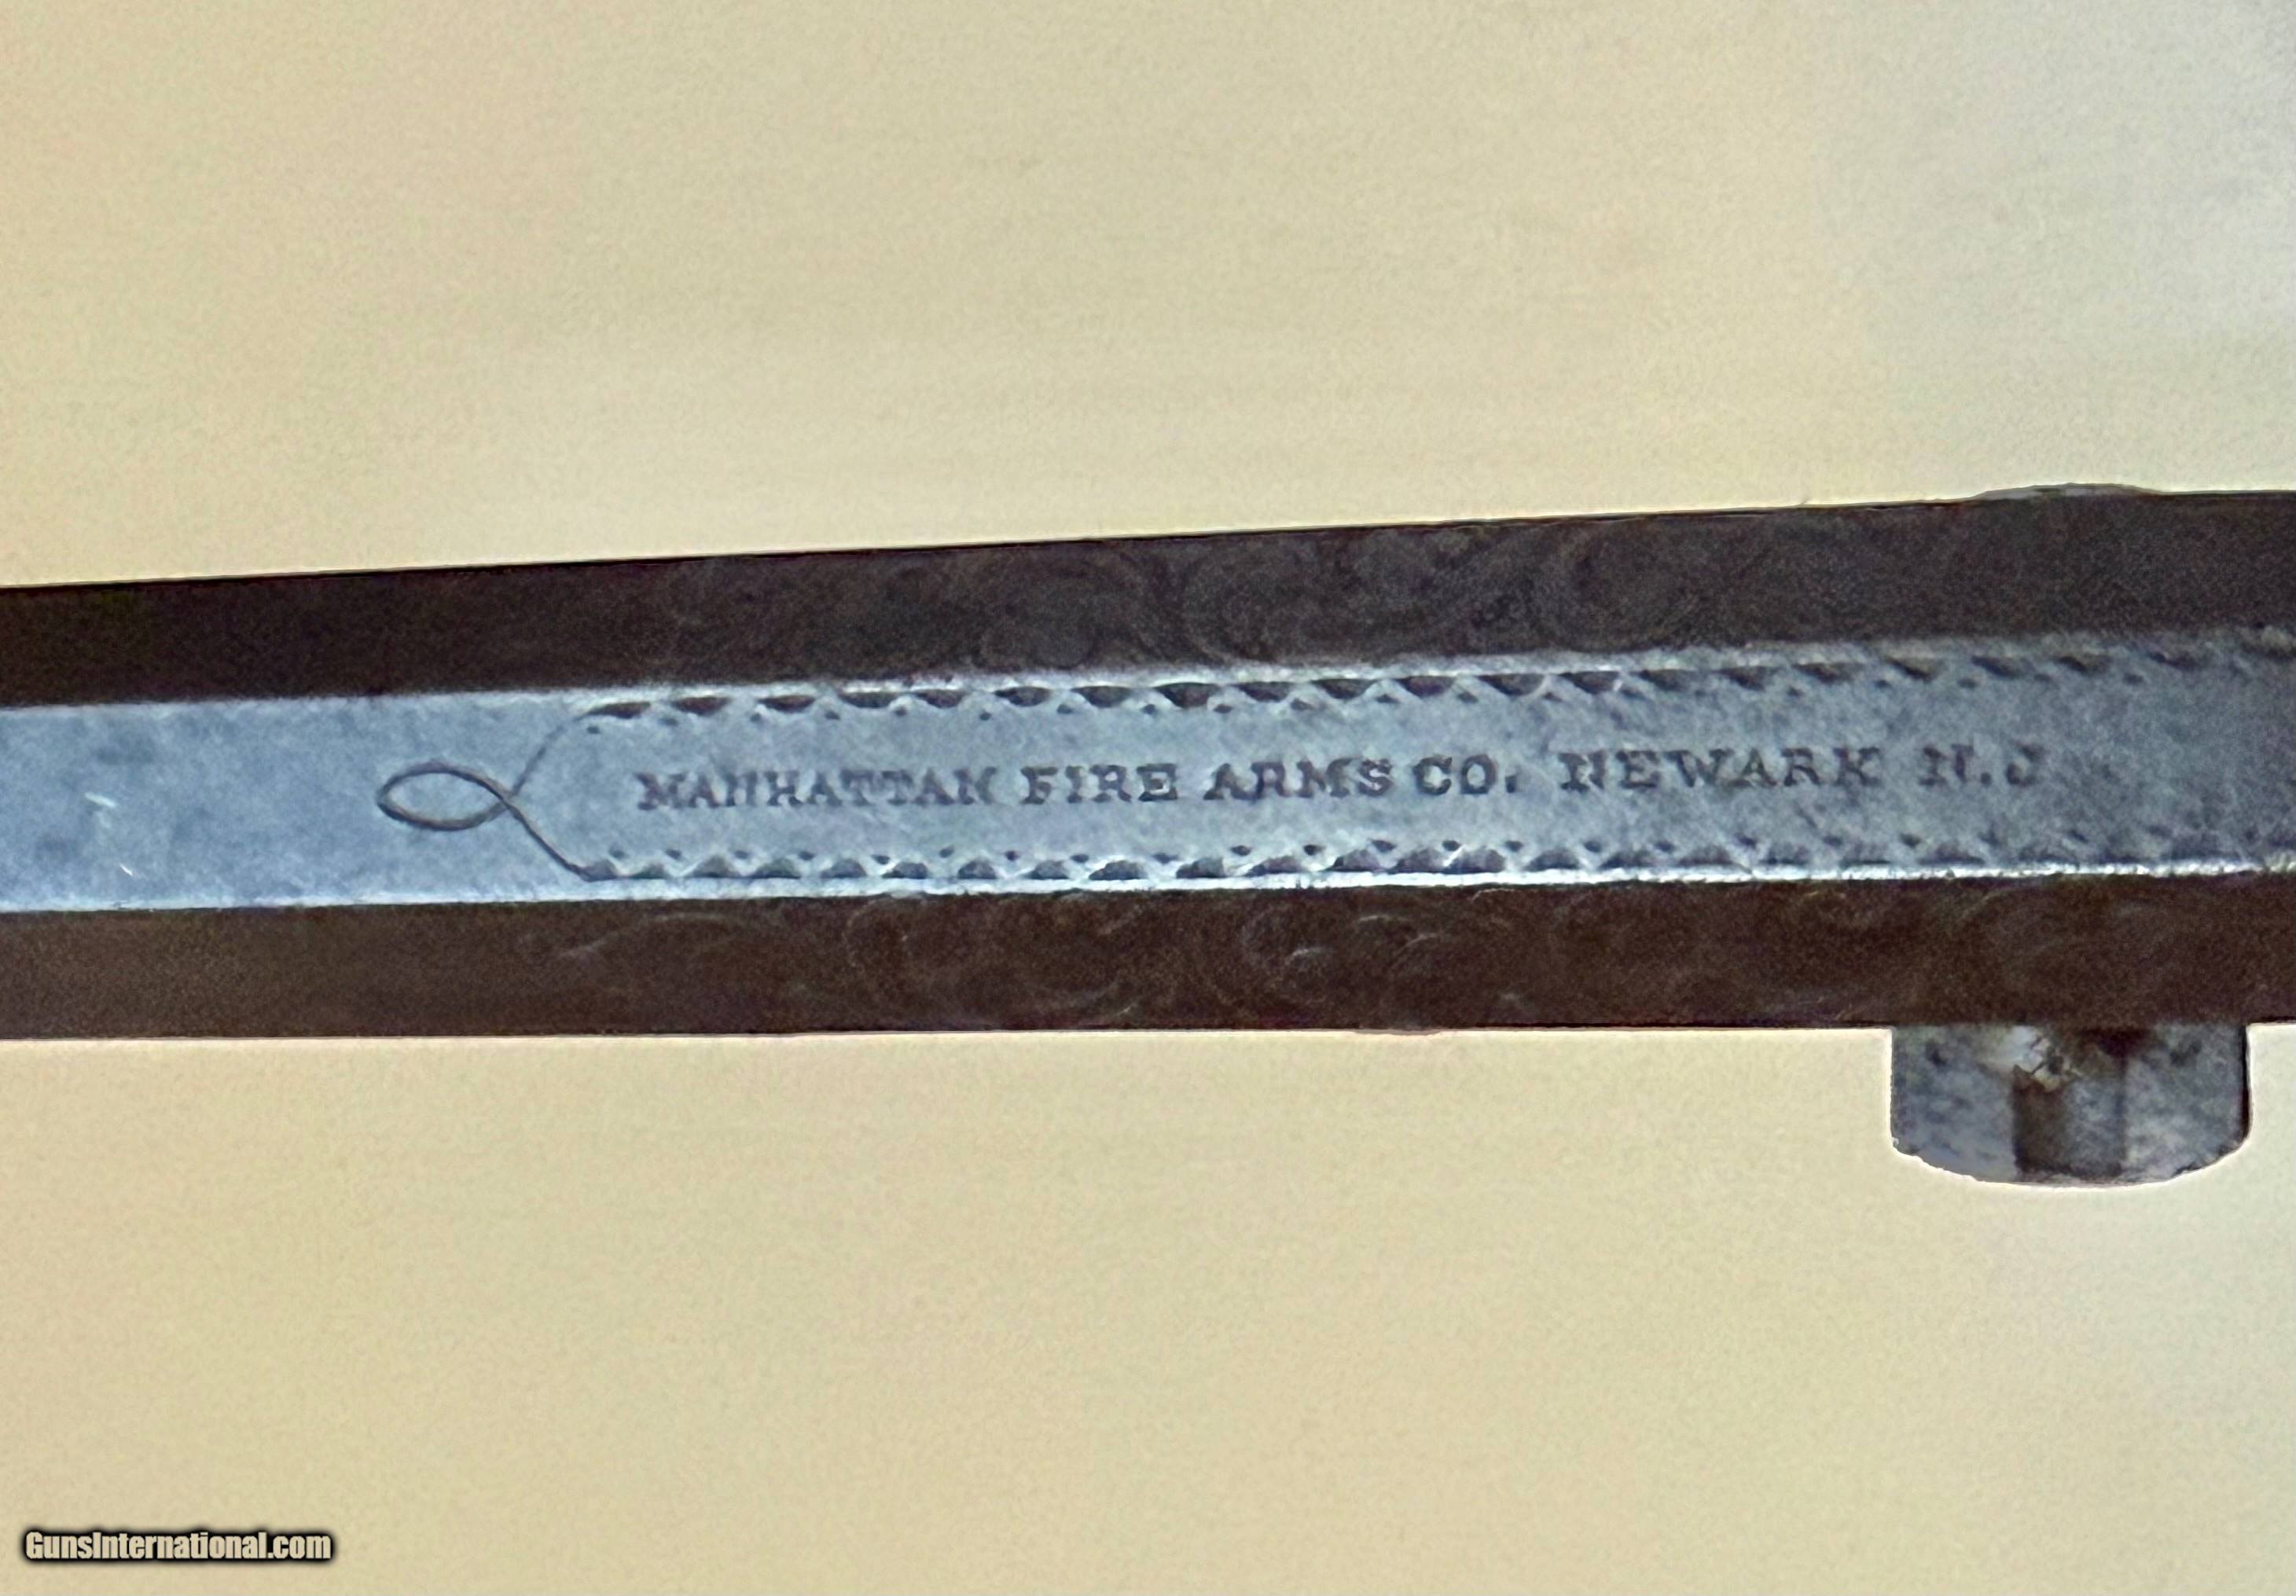 MANHATTAN FIRE ARMS CO. NEWARK N.J
GunsInternational.com